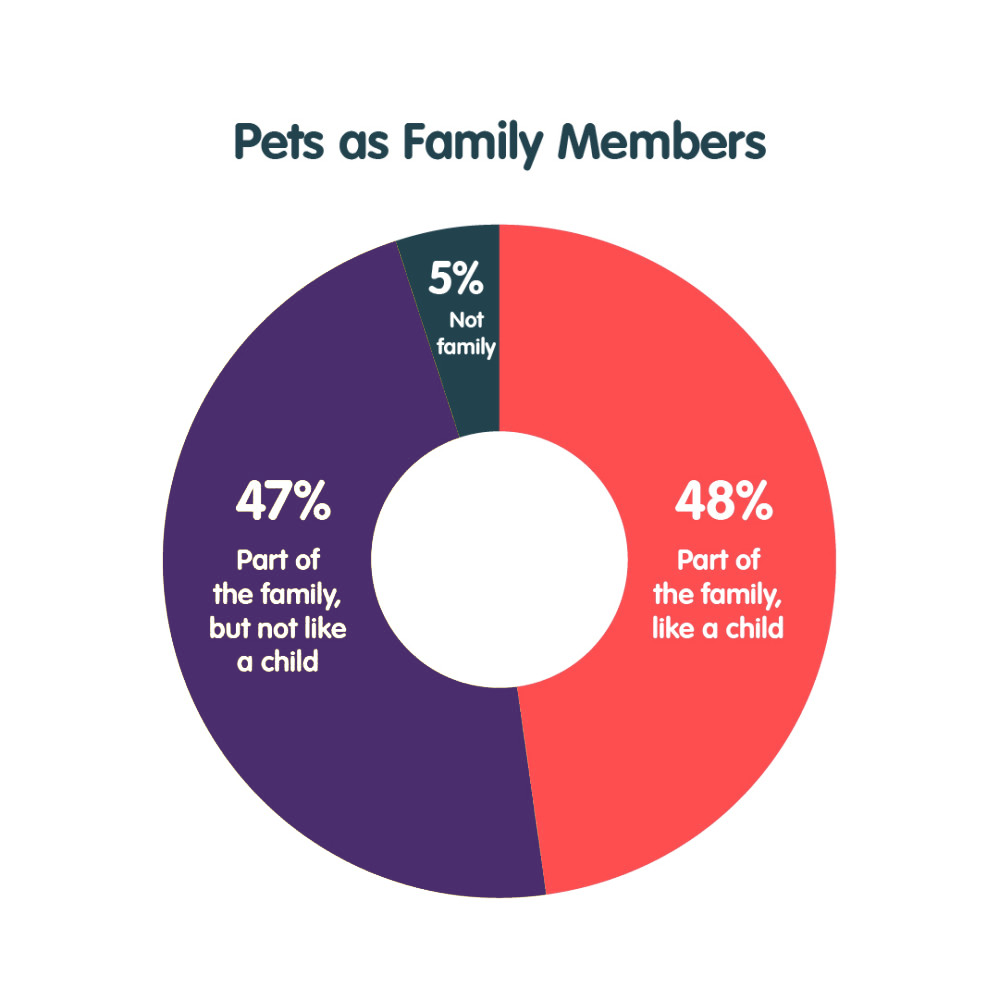 Pets as Family Members
5%
Not
family
47%
Part of
the family,
but not like
a child
48%
Part of
the family,
like a child